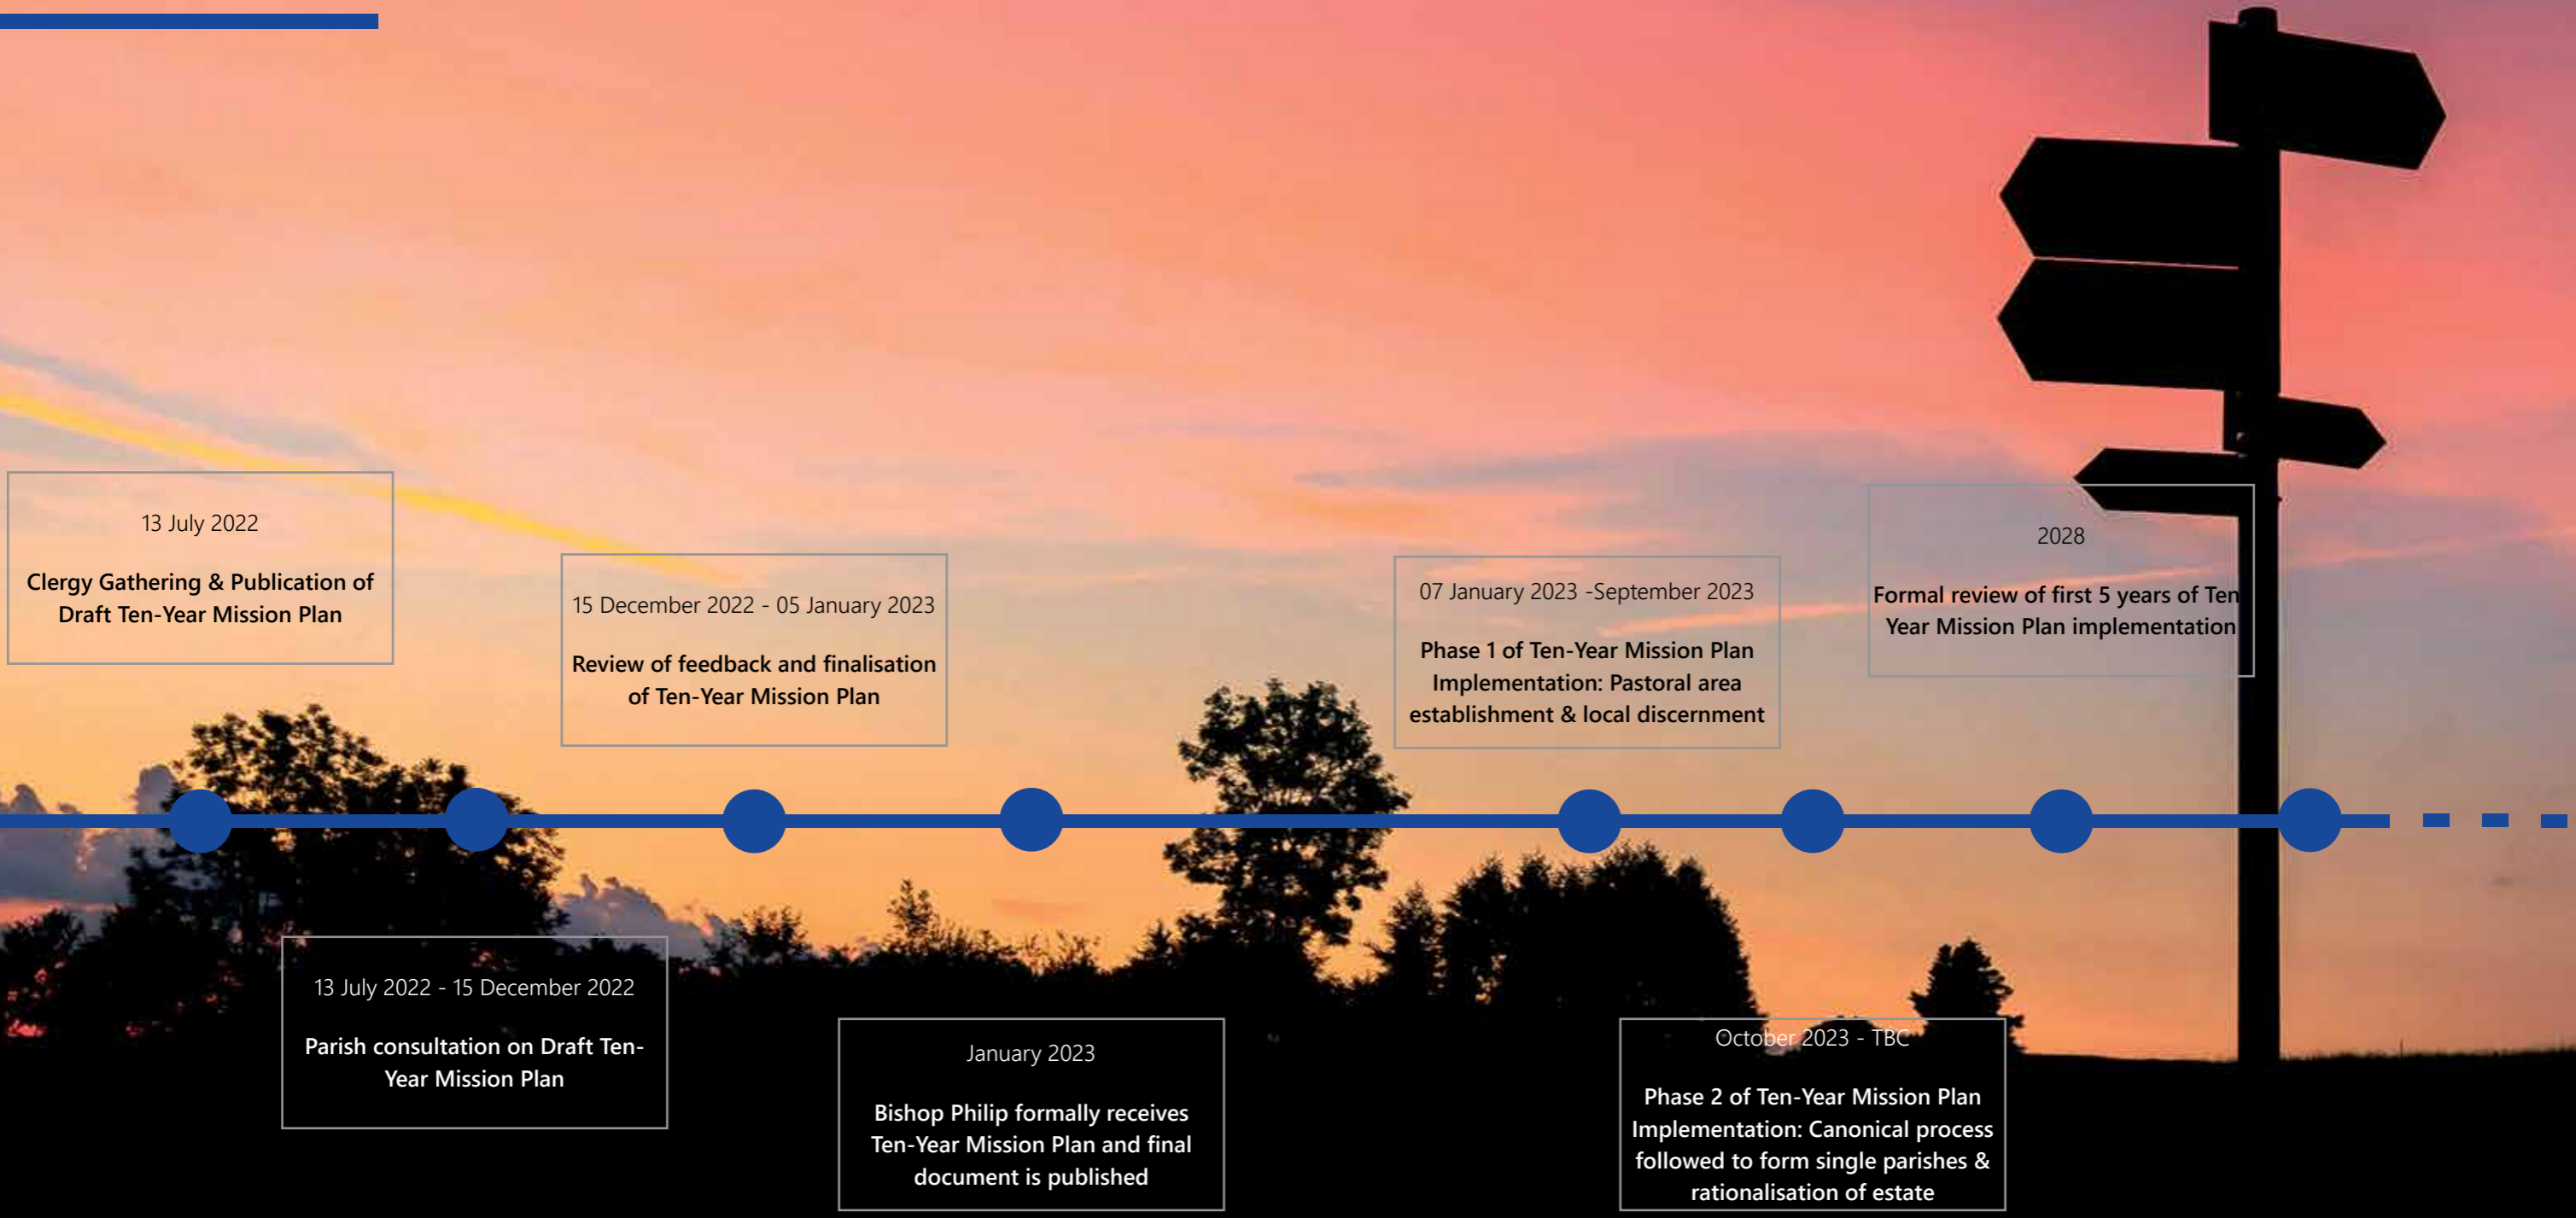 13 July 2022
Clergy Gathering & Publication of
Draft Ten-Year Mission Plan
13 July 2022 - 15 December 2022
Parish consultation on Draft Ten-
Year Mission Plan
15 December 2022 - 05 January 2023
Review of feedback and finalisation
of Ten-Year Mission Plan
January 2023
Bishop Philip formally receives
Ten-Year Mission Plan and final
document is published
07 January 2023 -September 2023
Phase 1 of Ten-Year Mission Plan
Implementation: Pastoral area
establishment & local discernment
October 2023 - TBC
Phase 2 of Ten-Year Mission Plan
Implementation: Canonical process
followed to form single parishes &
rationalisation of estate
2028
Formal review of first 5 years of Ten
Year Mission Plan implementation